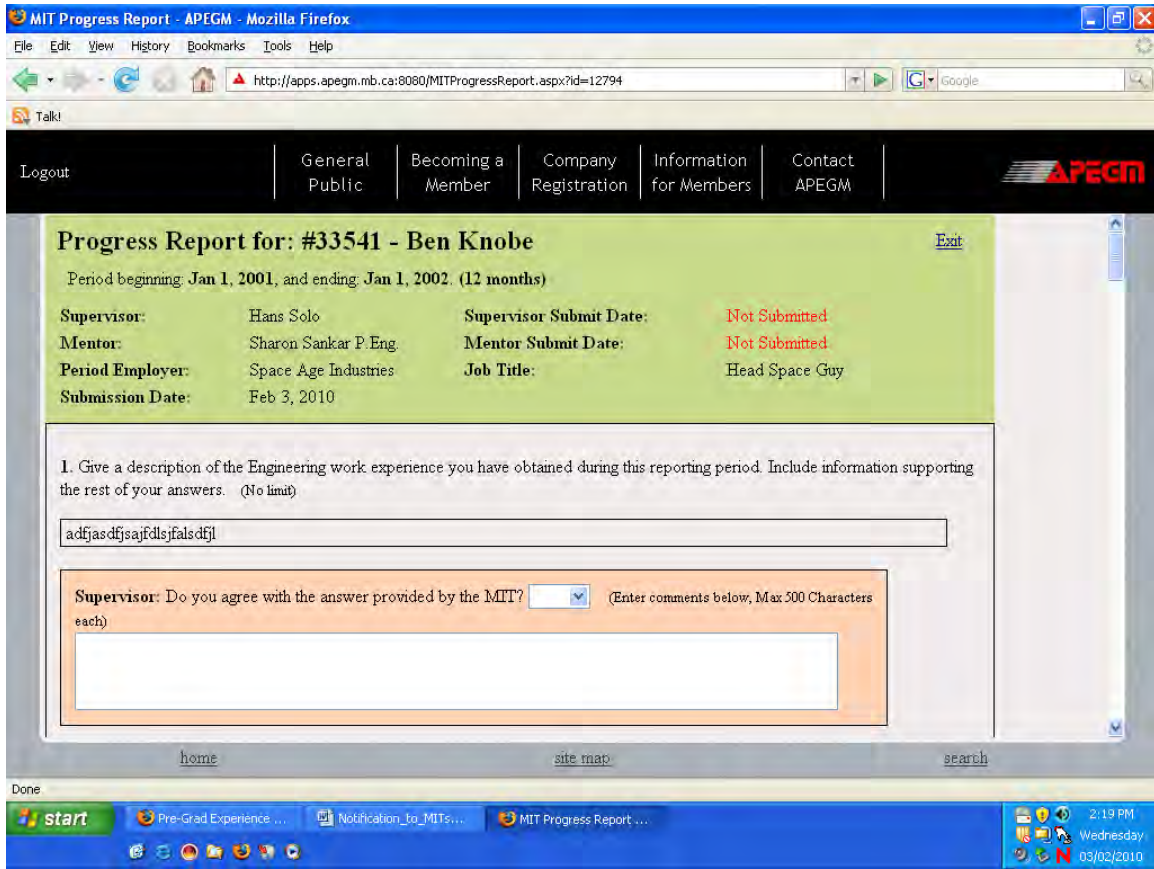 MIT Progress Report - APEGM - Mozilla Firefox
File Edit View History Bookmarks Tools Help
http://apps.apegm.mb.ca:8080/MITProgressReport.aspx?id=12794 G Google
Talk!
Logout General Public Becoming a Member Company Registration Information for Members Contact APEGM APEGM
Progress Report for: #33541 - Ben Knobe Exit
Period beginning: Jan 1, 2001, and ending: Jan 1, 2002. (12 months)
Supervisor: Hans Solo Supervisor Submit Date: Not Submitted
Mentor: Sharon Sankar P.Eng. Mentor Submit Date: Not Submitted
Period Employer: Space Age Industries Job Title: Head Space Guy
Submission Date: Feb 3, 2010
1. Give a description of the Engineering work experience you have obtained during this reporting period. Include information supporting
the rest of your answers. (No limit)
adfjasdfjsajfdlsjfalsdfjl
Supervisor: Do you agree with the answer provided by the MIT? (Enter comments below, Max 500 Characters
each)
home site map search
Done
start Pre-Grad Experience ... Notification_to_MITs... MIT Progress Report ... 2:19 PM
Wednesday
N 03/02/2010